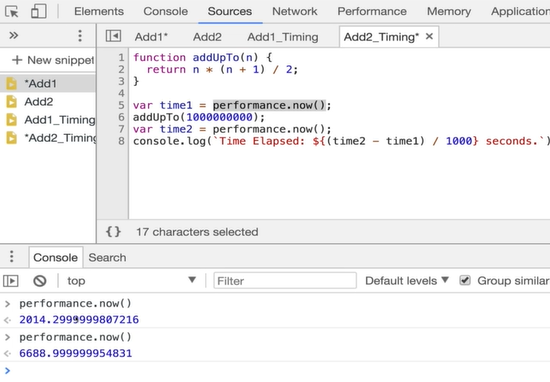 Elements Console Sources Network Performance Memory Application
» Add1* Add2 Add1_Timing Add2_Timing* ×
+ New snippet
*Add1
Add2
Add1_Timing
*Add2_Timing
1 function addUpTo(n) {
2 return n * (n + 1) / 2;
3 }
4
5 var time1 = performance.now();
6 addUpTo(1000000000);
7 var time2 = performance.now();
8 console.log(`Time Elapsed: ${(time2 - time1) / 1000} seconds.`)
{} 17 characters selected
Console Search
top Filter Default levels Group similar
> performance.now()
2014.2999999807216
> performance.now()
6688.999999954831
>